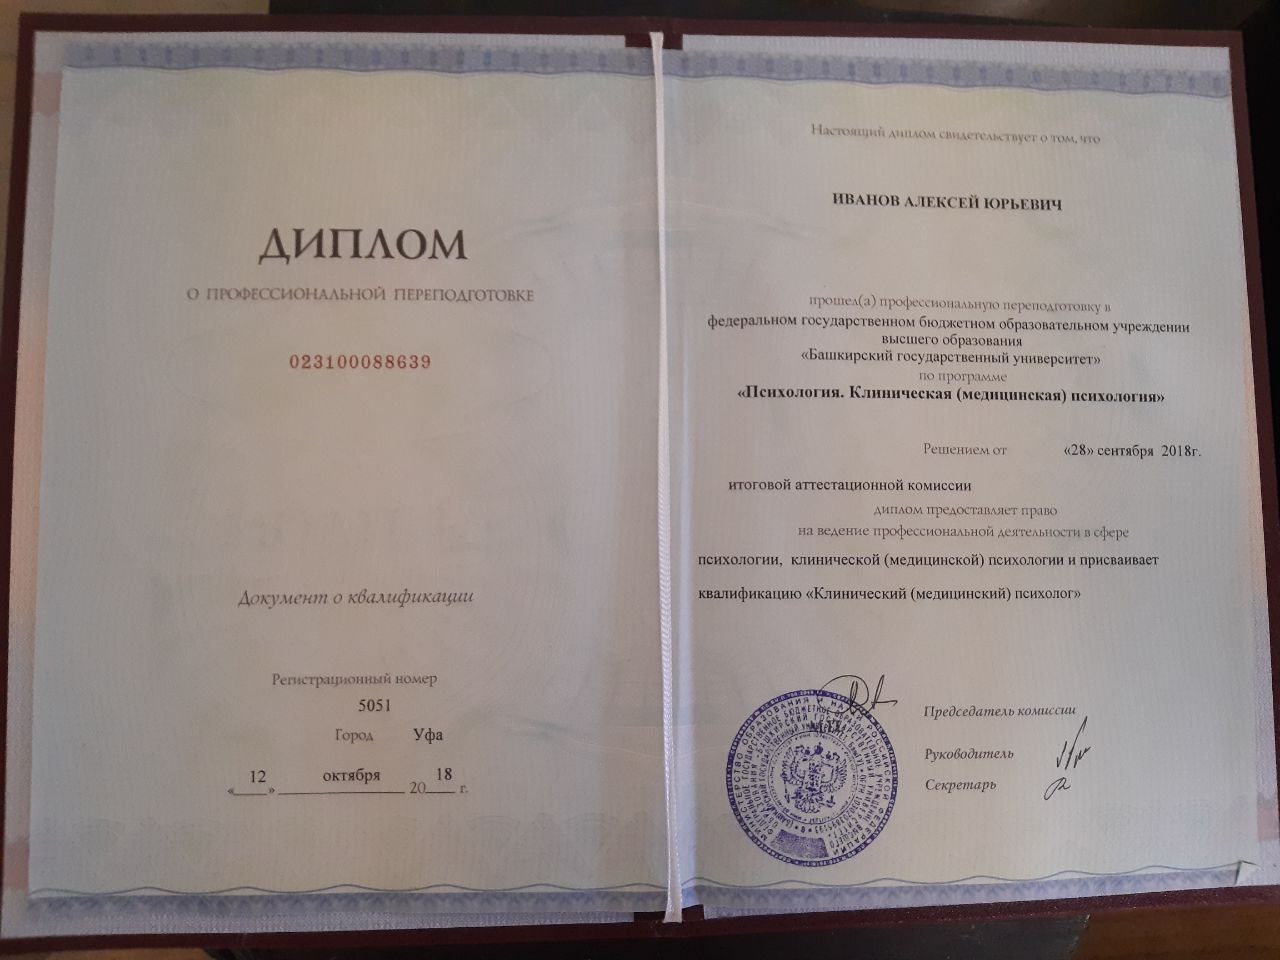 ДИПЛОМ
О ПРОФЕССИОНАЛЬНОЙ ПЕРЕПОДГОТОВКЕ
023100088639
Документ о квалификации
Регистрационный номер
5051
Город Уфа
« 12 » октября 20 18 г.
Настоящий диплом свидетельствует о том, что
ИВАНОВ АЛЕКСЕЙ ЮРЬЕВИЧ
прошел(а) профессиональную переподготовку в
федеральном государственном бюджетном образовательном учреждении
высшего образования
«Башкирский государственный университет»
по программе
«Психология. Клиническая (медицинская) психология»
Решением от «28» сентября 2018г.
итоговой аттестационной комиссии
диплом предоставляет право
на ведение профессиональной деятельности в сфере
психологии, клинической (медицинской) психологии и присваивает
квалификацию «Клинический (медицинский) психолог»
М.П.
Председатель комиссии
Руководитель
Секретарь